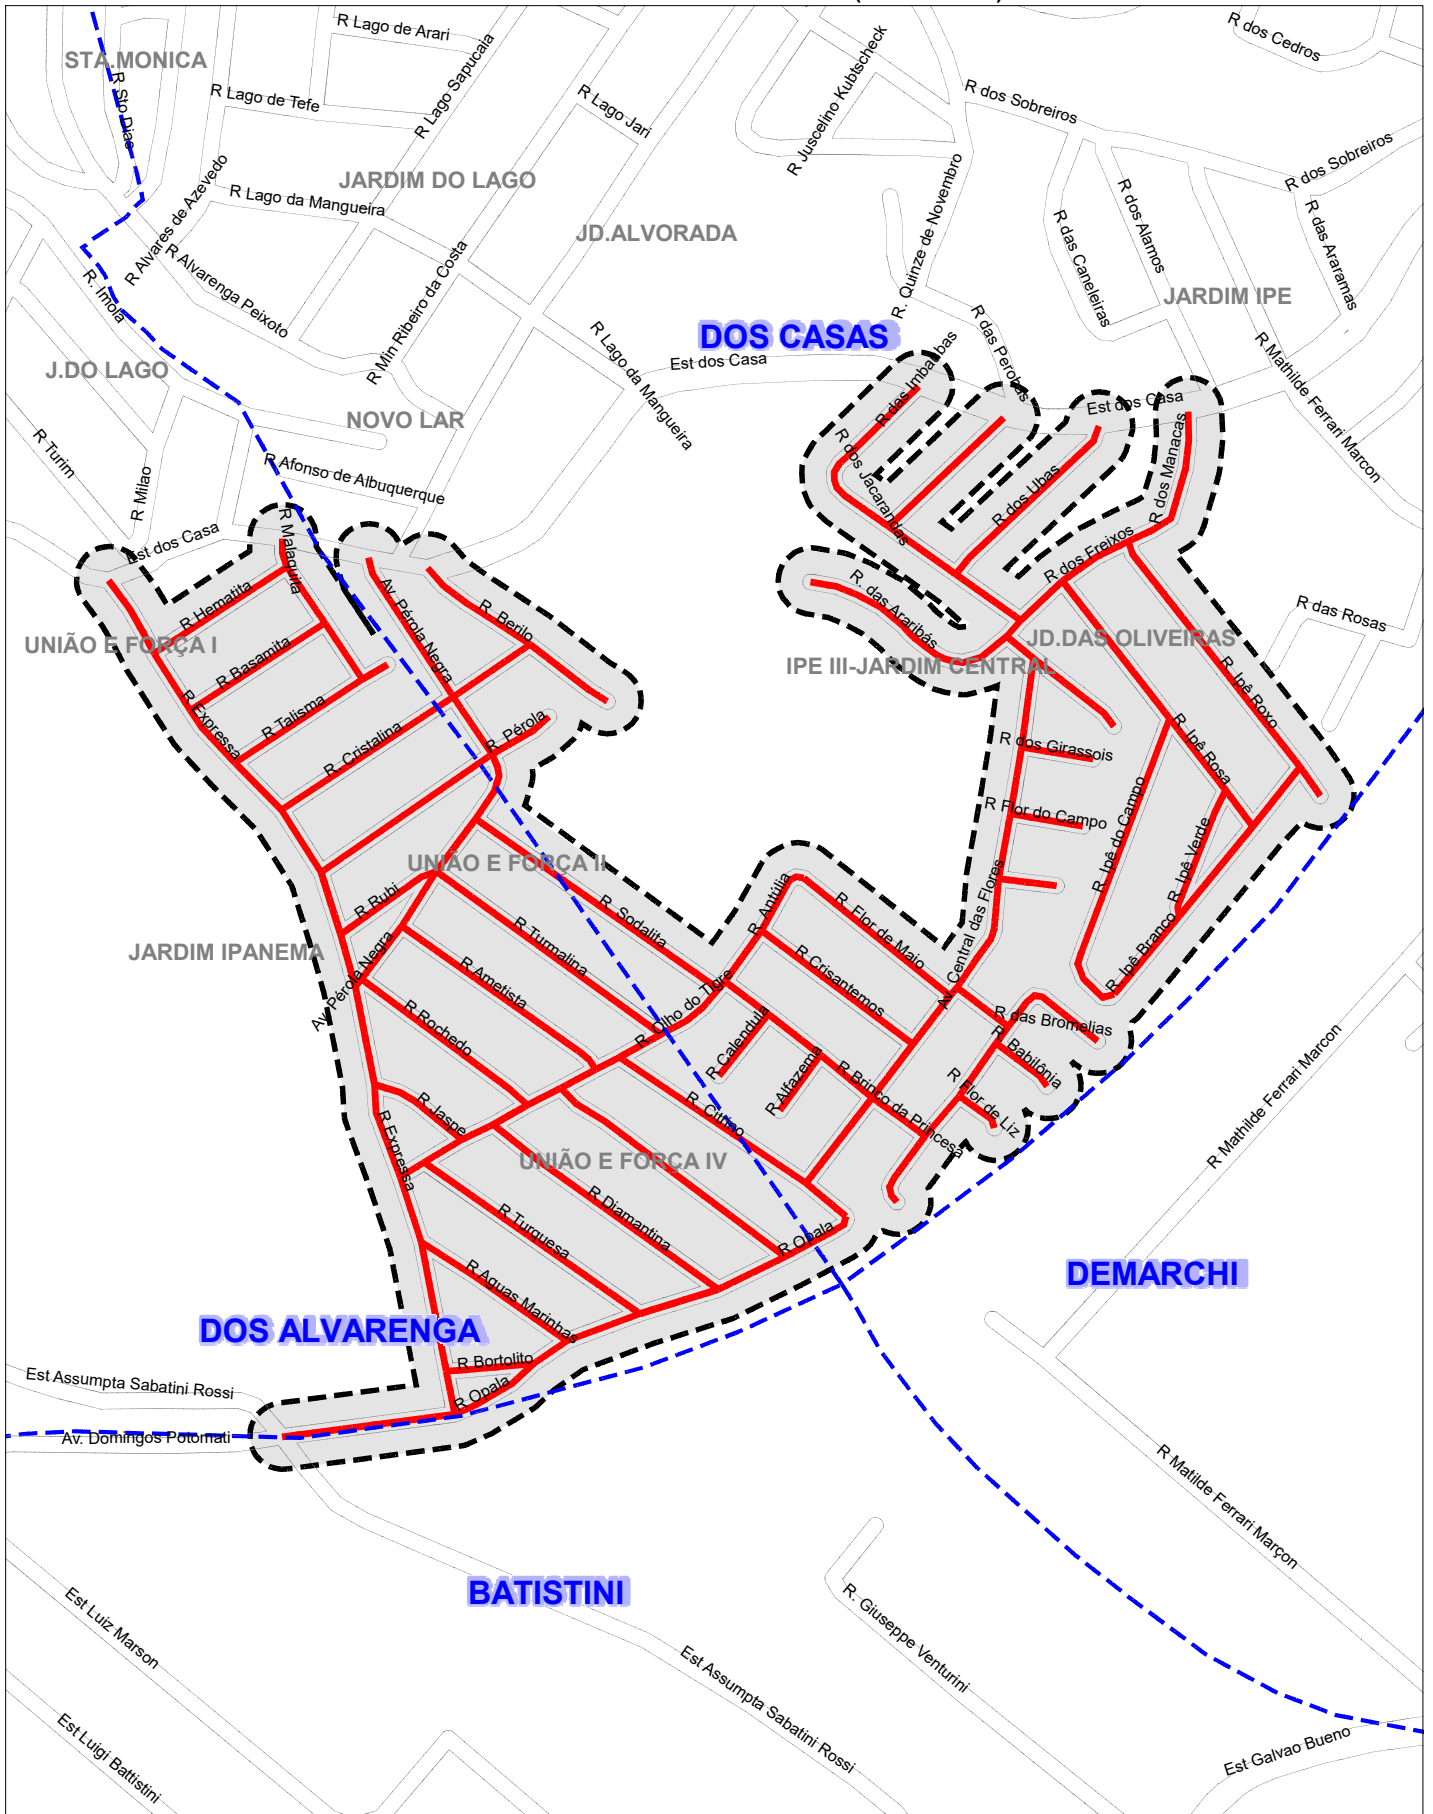 R Lago de Arari
R dos Cedros
STA.MONICA
R Sto Dias
R Lago Sapucaia
R Juscelino Kubtscheck
R Lago de Tefe
R Lago Jari
R dos Sobreiros
R dos Sobreiros
JARDIM DO LAGO
R Lago da Mangueira
R Alvares de Azevedo
R. Quinze de Novembro
R dos Alamos
R das Caneleiras
R das Araramas
JD.ALVORADA
R Alvarenga Peixoto
R. Imola
R Min Ribeiro da Costa
JARDIM IPE
DOS CASAS
R Lago da Mangueira
Est dos Casa
R das Perobas
R Mathilde Ferrari Marcon
J.DO LAGO
R das Imbaubas
Est dos Casa
NOVO LAR
R Turim
R Milao
R Afonso de Albuquerque
R dos Jacarandas
R dos Ubas
R dos Manacas
Est dos Casa
R Malaquita
R Hematita
Av. Pérola Negra
R. Berilo
R. das Araribás
R dos Freixos
R das Rosas
UNIÃO E FORÇA I
R Basamita
JD.DAS OLIVEIRAS
IPE III-JARDIM CENTRAL
R. Ipê Roxo
R Expressa
R Talisma
R. Cristalina
R. Pérola
R dos Girassois
R. Ipê Rosa
R Flor do Campo
R. Ipê do Campo
R. Ipê Verde
UNIÃO E FORÇA II
R Rubi
R. Sodalita
R. Antúlia
R. Flor de Maio
Av. Central das Flores
JARDIM IPANEMA
Av. Pérola Negra
R. Turmalina
R. Ametista
R. Crisantemos
R. Ipê Branco
R. Olho do Tigre
R Rochedo
R Calendula
R das Bromelias
R. Babilônia
R Alfazema
R Brinco da Princesa
R Flor de Liz
R Jaspe
R. Citrino
R Expressa
UNIÃO E FORÇA IV
R Mathilde Ferrari Marcon
R Diamantina
R Turquesa
R Opala
R Aguas Marinhas
DEMARCHI
DOS ALVARENGA
R Bortolito
R Opala
Est Assumpta Sabatini Rossi
Av. Domingos Potomati
R Matilde Ferrari Marçon
BATISTINI
R. Giuseppe Venturini
Est Luiz Marson
Est Assumpta Sabatini Rossi
Est Luigi Battistini
Est Galvao Bueno